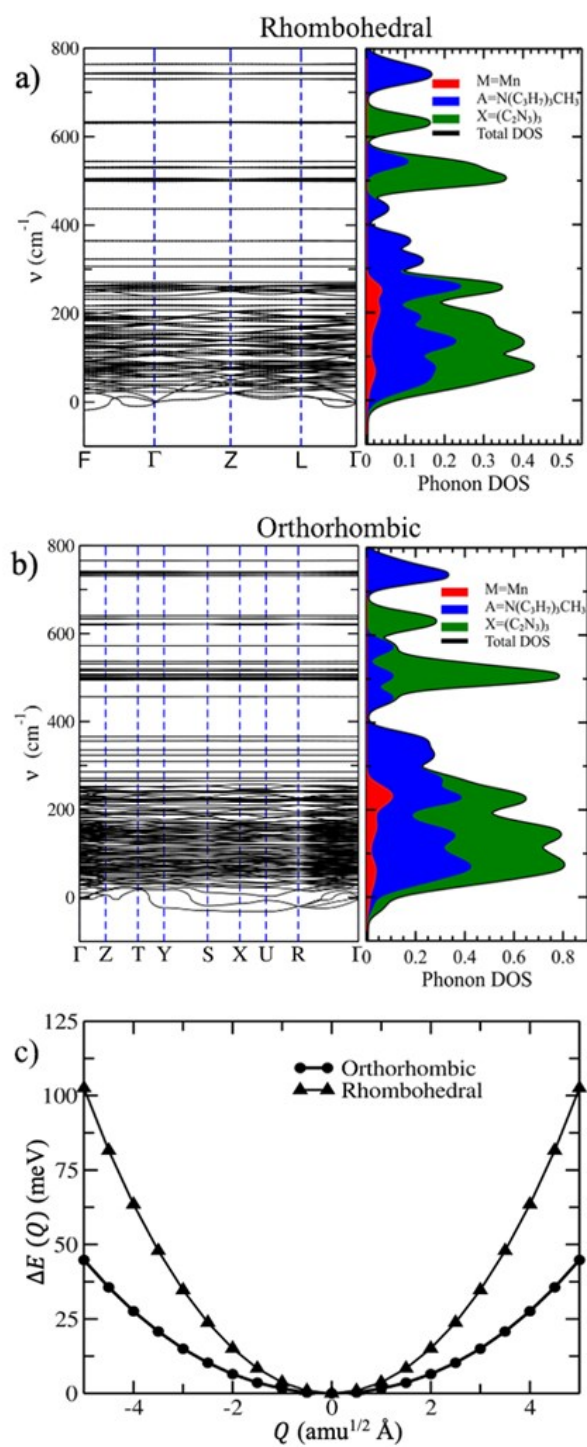 Rhombohedral
a)
800
600
400
200
0
ν (cm⁻¹)
F Γ Z L Γ
M=Mn
A=N(C₃H₇)₃CH₃
X=(C₂N₃)₃
Total DOS
0 0.1 0.2 0.3 0.4 0.5
Phonon DOS
Orthorhombic
b)
800
600
400
200
0
ν (cm⁻¹)
Γ Z T Y S X U R Γ
M=Mn
A=N(C₃H₇)₃CH₃
X=(C₂N₃)₃
Total DOS
0 0.2 0.4 0.6 0.8
Phonon DOS
c)
125
100
75
50
25
0
ΔE (Q) (meV)
Orthorhombic
Rhombohedral
-4 -2 0 2 4
Q (amu¹/² Å)